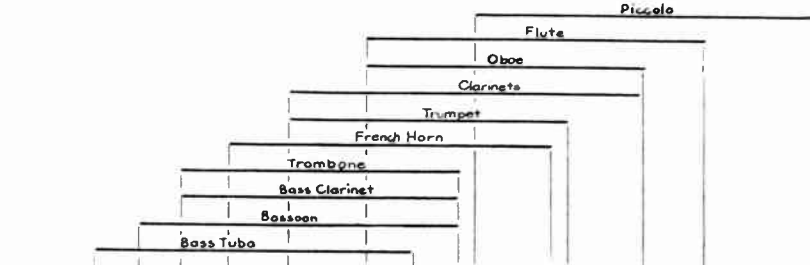 Piccolo
Flute
Oboe
Clarinets
Trumpet
French Horn
Trombone
Bass Clarinet
Bassoon
Bass Tuba